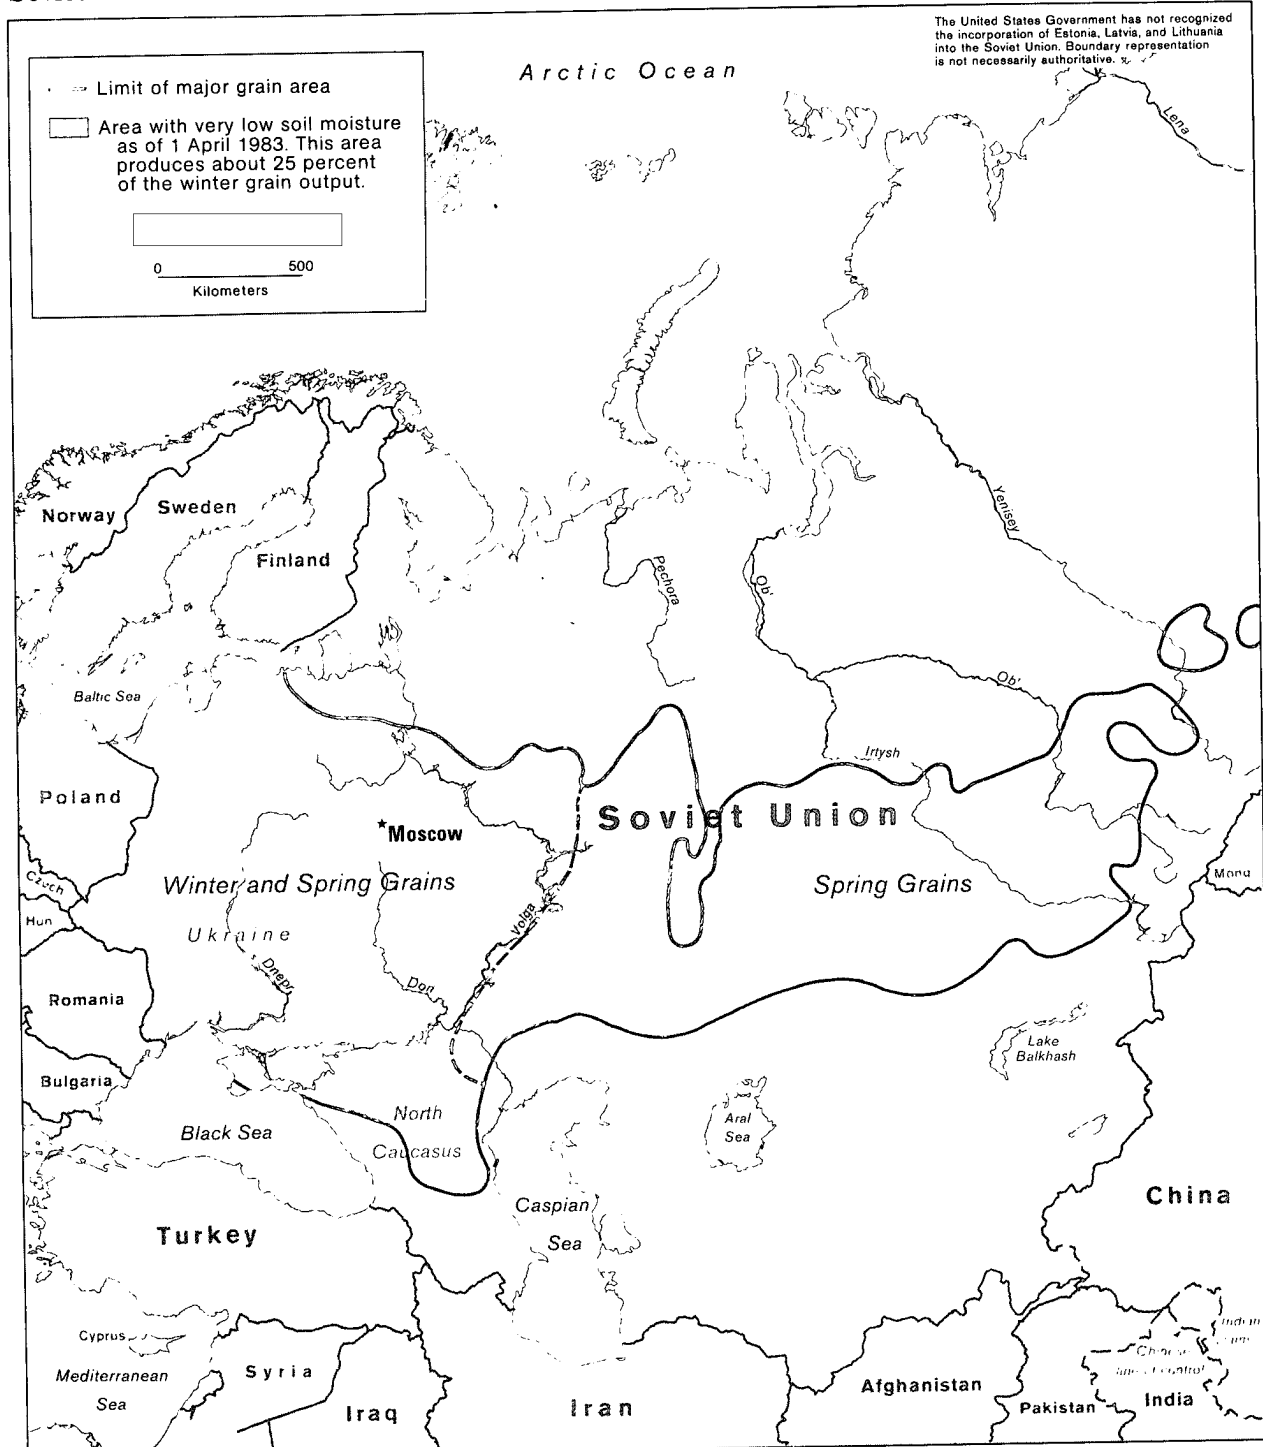 The United States Government has not recognized
the incorporation of Estonia, Latvia, and Lithuania
into the Soviet Union. Boundary representation
is not necessarily authoritative.
Arctic Ocean
Limit of major grain area
Area with very low soil moisture
as of 1 April 1983. This area
produces about 25 percent
of the winter grain output.
0 500
Kilometers
Lena
Norway
Sweden
Finland
Yenisey
Pechora
Ob'
Ob'
Baltic Sea
Irtysh
Poland
Soviet Union
Moscow
Czech
Winter and Spring Grains
Spring Grains
Mong
Hun
Volga
Ukraine
Dnepr
Don
Romania
Lake
Balkhash
Bulgaria
North
Caucasus
Black Sea
Aral
Sea
China
Caspian
Sea
Turkey
Cyprus
Indian
Chinese
line of control
Mediterranean
Sea
Syria
Iraq
Iran
Afghanistan
Pakistan
India